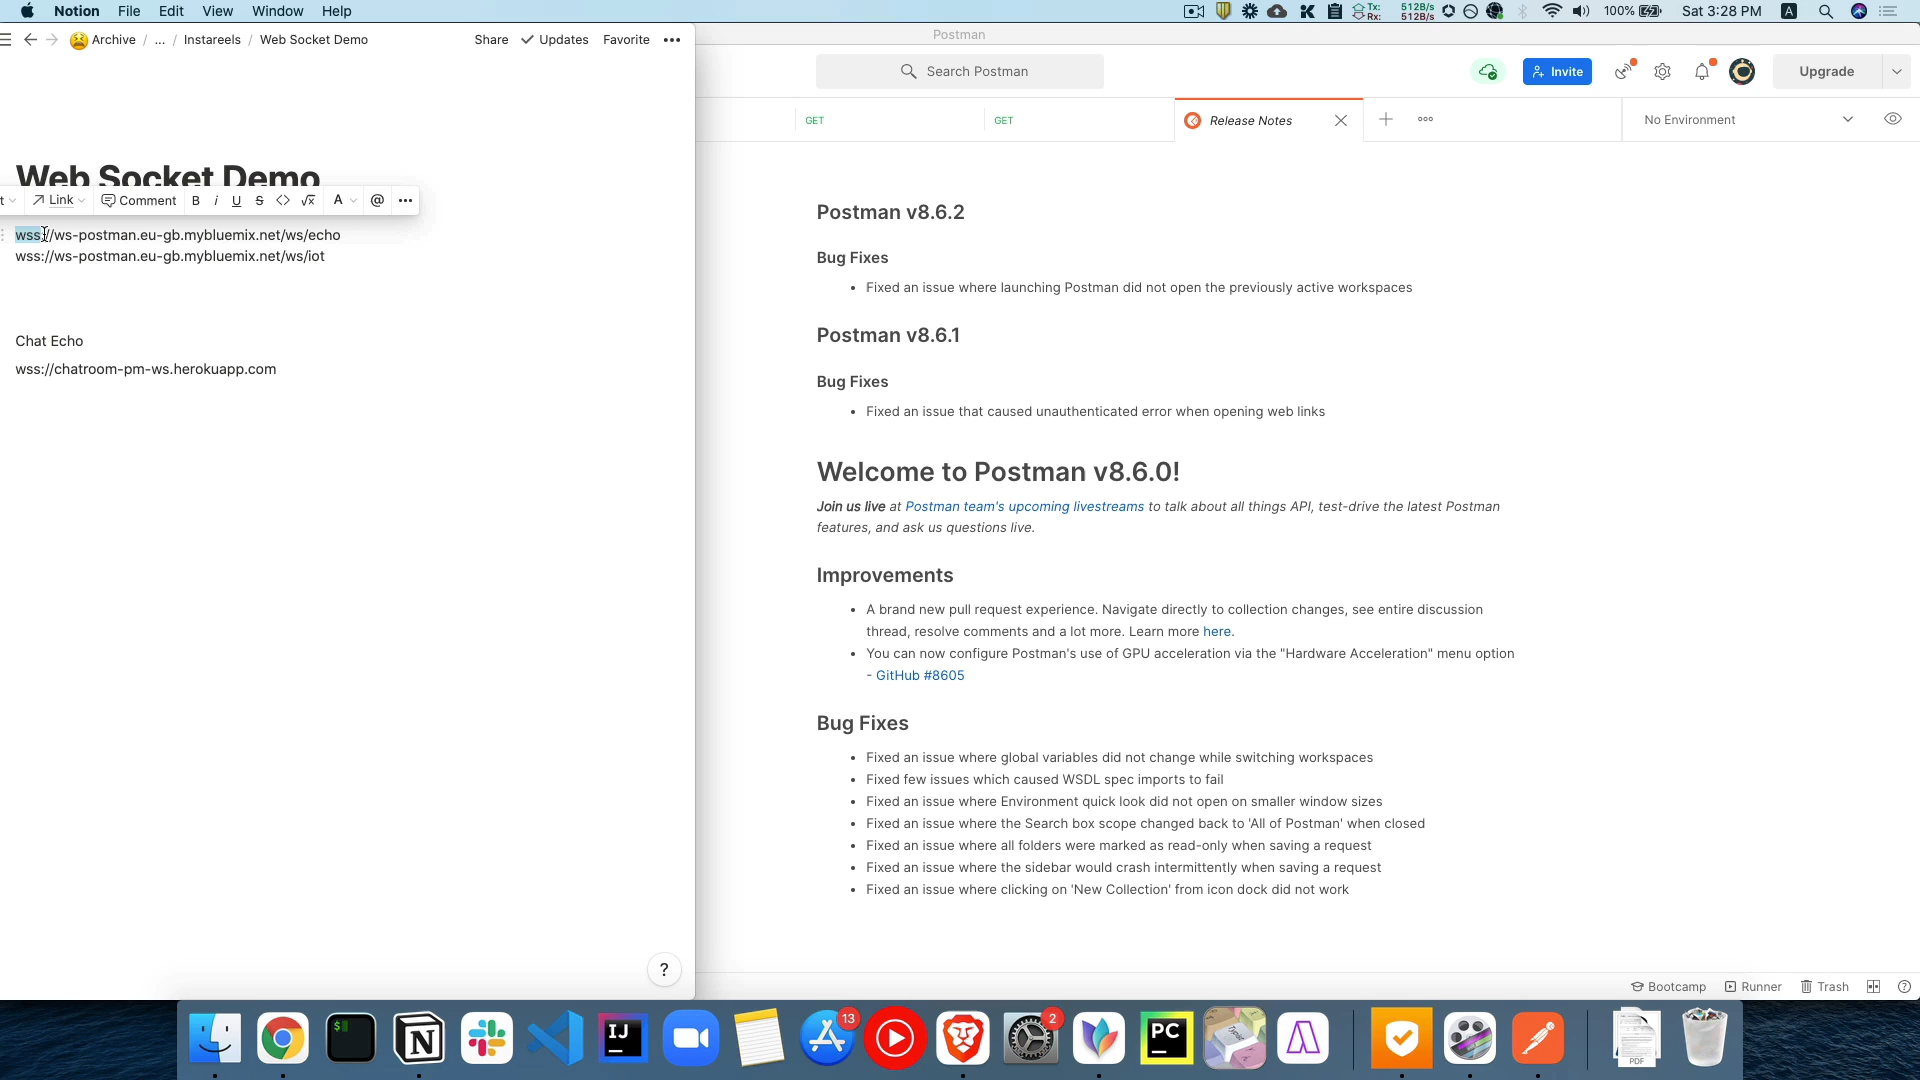 Notion File Edit View Window Help
Tx: 512B/s
Rx: 512B/s
100% Sat 3:28 PM A
Archive / ... / Instareels / Web Socket Demo Share Updates Favorite •••
Postman
Search Postman
Invite
Upgrade
GET
GET
Release Notes
No Environment
Web Socket Demo
t Link Comment B i U S <> √x A @ •••
wss://ws-postman.eu-gb.mybluemix.net/ws/echo
wss://ws-postman.eu-gb.mybluemix.net/ws/iot
Chat Echo
wss://chatroom-pm-ws.herokuapp.com
?
Postman v8.6.2
Bug Fixes
• Fixed an issue where launching Postman did not open the previously active workspaces
Postman v8.6.1
Bug Fixes
• Fixed an issue that caused unauthenticated error when opening web links
Welcome to Postman v8.6.0!
Join us live at Postman team's upcoming livestreams to talk about all things API, test-drive the latest Postman
features, and ask us questions live.
Improvements
• A brand new pull request experience. Navigate directly to collection changes, see entire discussion
thread, resolve comments and a lot more. Learn more here.
• You can now configure Postman's use of GPU acceleration via the "Hardware Acceleration" menu option
- GitHub #8605
Bug Fixes
• Fixed an issue where global variables did not change while switching workspaces
• Fixed few issues which caused WSDL spec imports to fail
• Fixed an issue where Environment quick look did not open on smaller window sizes
• Fixed an issue where the Search box scope changed back to 'All of Postman' when closed
• Fixed an issue where all folders were marked as read-only when saving a request
• Fixed an issue where the sidebar would crash intermittently when saving a request
• Fixed an issue where clicking on 'New Collection' from icon dock did not work
Bootcamp Runner Trash ?
$
N
IJ
13
2
PC
PDF